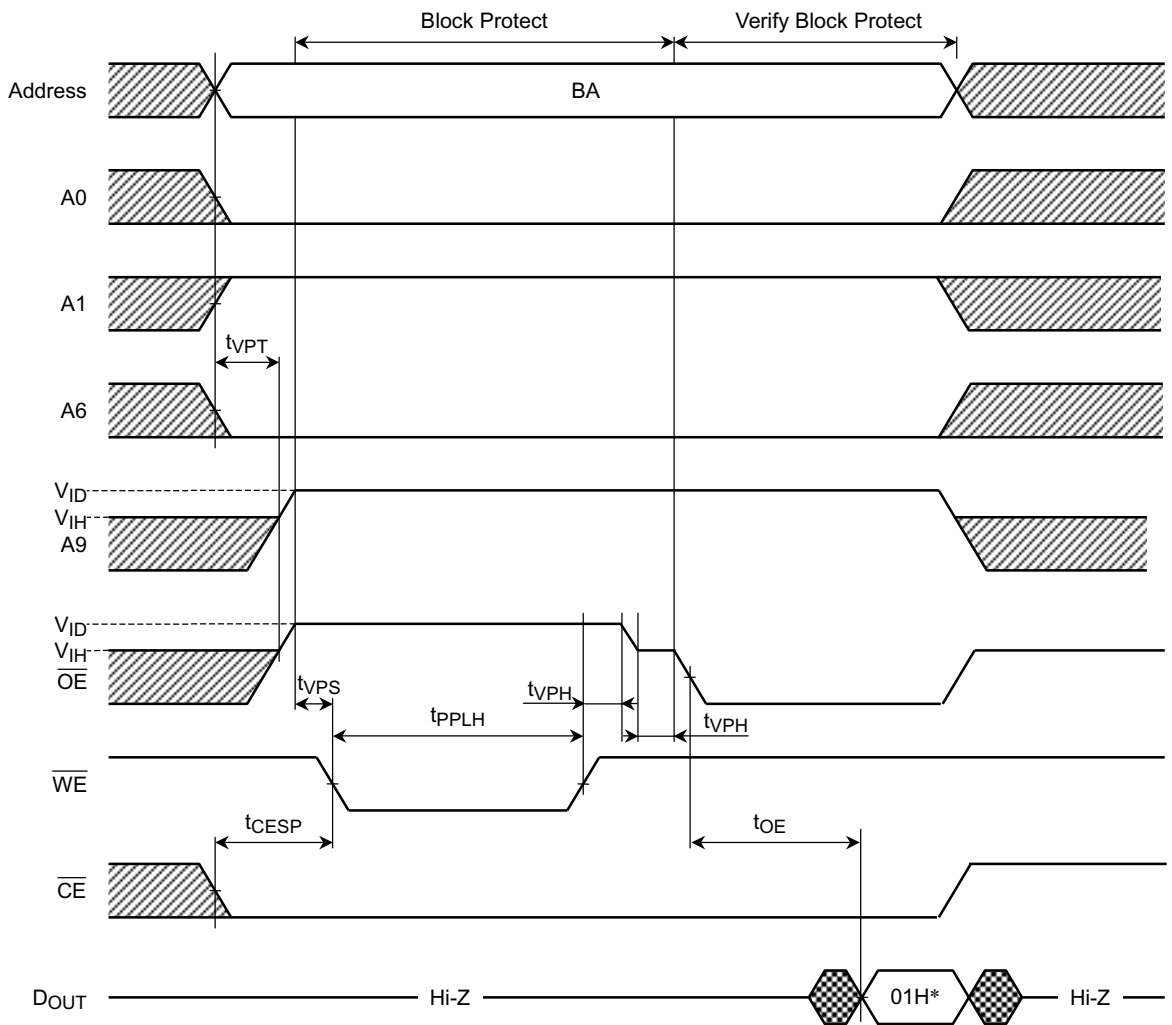 Block Protect
Verify Block Protect
Address
BA
A0
A1
tVPT
A6
VID
VIH
A9
VID
VIH
OE
tVPS
tVPH
tPPLH
tVPH
WE
tCESP
tOE
CE
DOUT
Hi-Z
01H*
Hi-Z